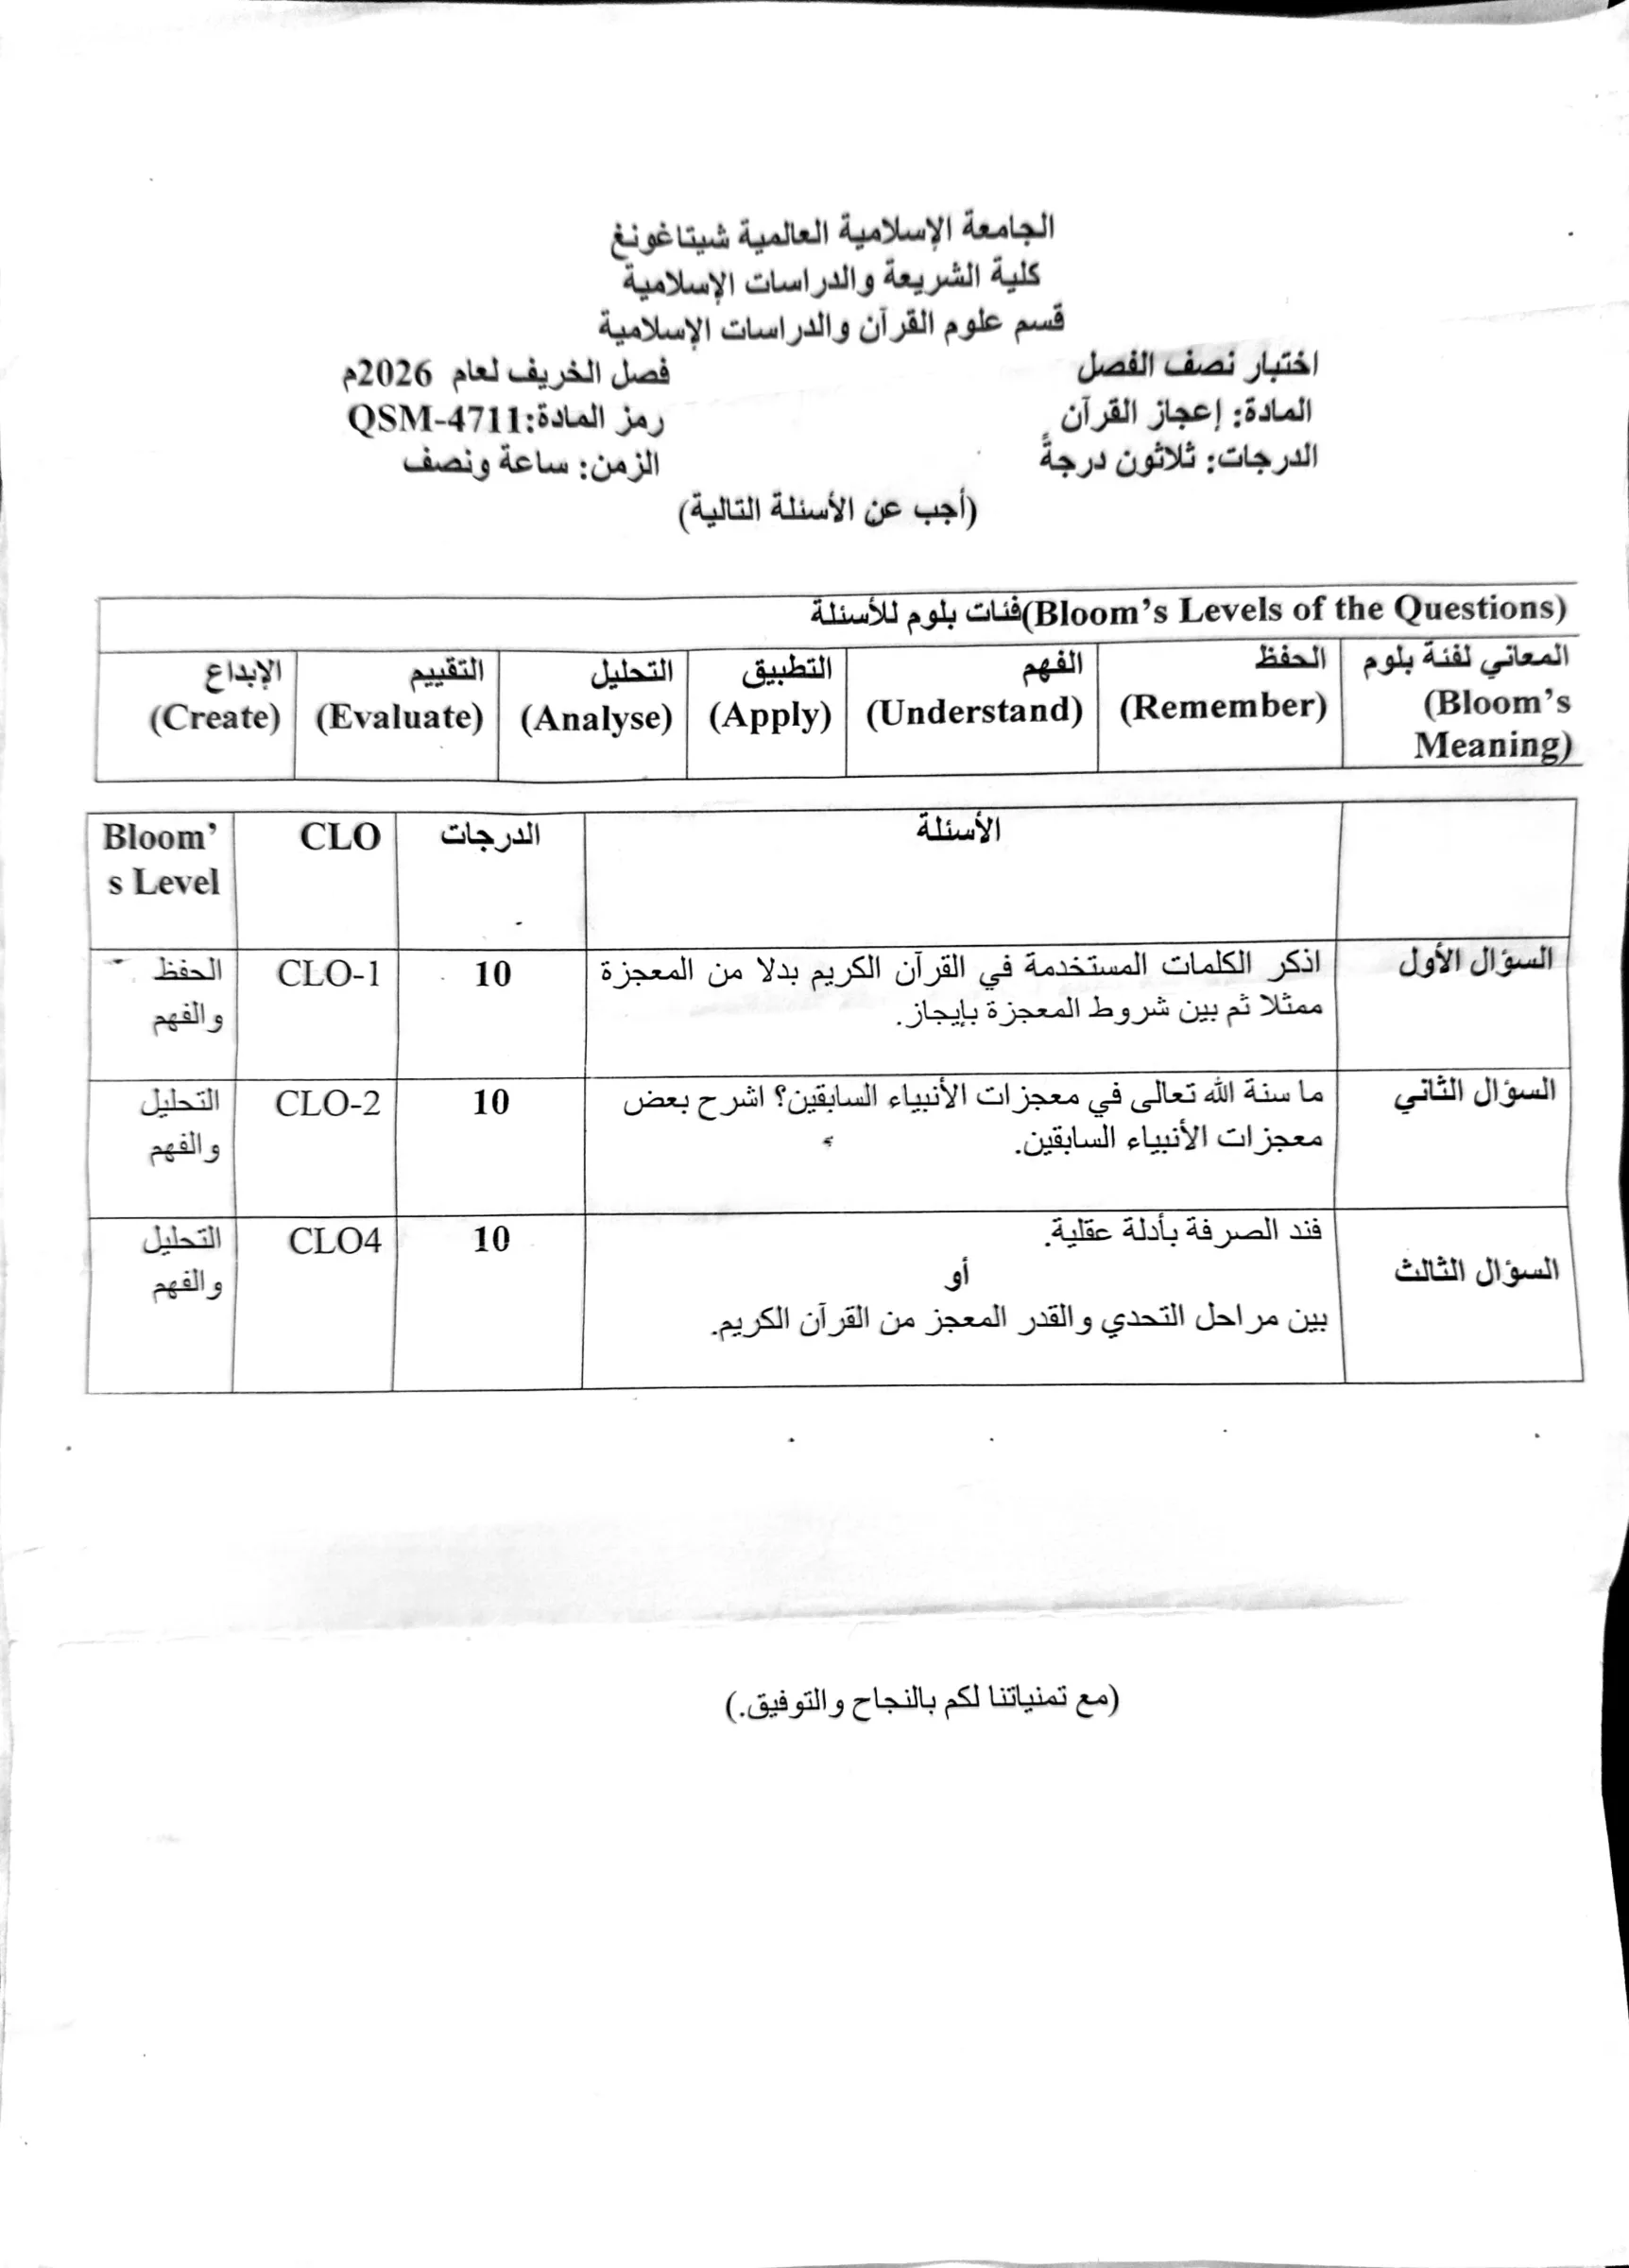 الجامعة الإسلامية العالمية شيتاغونغ
كلية الشريعة والدراسات الإسلامية
قسم علوم القرآن والدراسات الإسلامية
اختبار نصف الفصل فصل الخريف لعام 2026م
المادة: إعجاز القرآن رمز المادة:QSM-4711
الدرجات: ثلاثون درجةً الزمن: ساعة ونصف
(أجب عن الأسئلة التالية)
فئات بلوم للأسئلة(Bloom’s Levels of the Questions)
المعاني لفئة بلوم
(Bloom’s
Meaning)
الحفظ
(Remember)
الفهم
(Understand)
التطبيق
(Apply)
التحليل
(Analyse)
التقييم
(Evaluate)
الإبداع
(Create)
الأسئلة
الدرجات
CLO
Bloom’
s Level
السؤال الأول
اذكر الكلمات المستخدمة في القرآن الكريم بدلا من المعجزة
ممثلا ثم بين شروط المعجزة بإيجاز.
10
CLO-1
الحفظ
والفهم
السؤال الثاني
ما سنة الله تعالى في معجزات الأنبياء السابقين؟ اشرح بعض
معجزات الأنبياء السابقين.
10
CLO-2
التحليل
والفهم
السؤال الثالث
فند الصرفة بأدلة عقلية.
أو
بين مراحل التحدي والقدر المعجز من القرآن الكريم.
10
CLO4
التحليل
والفهم
(مع تمنياتنا لكم بالنجاح والتوفيق.)